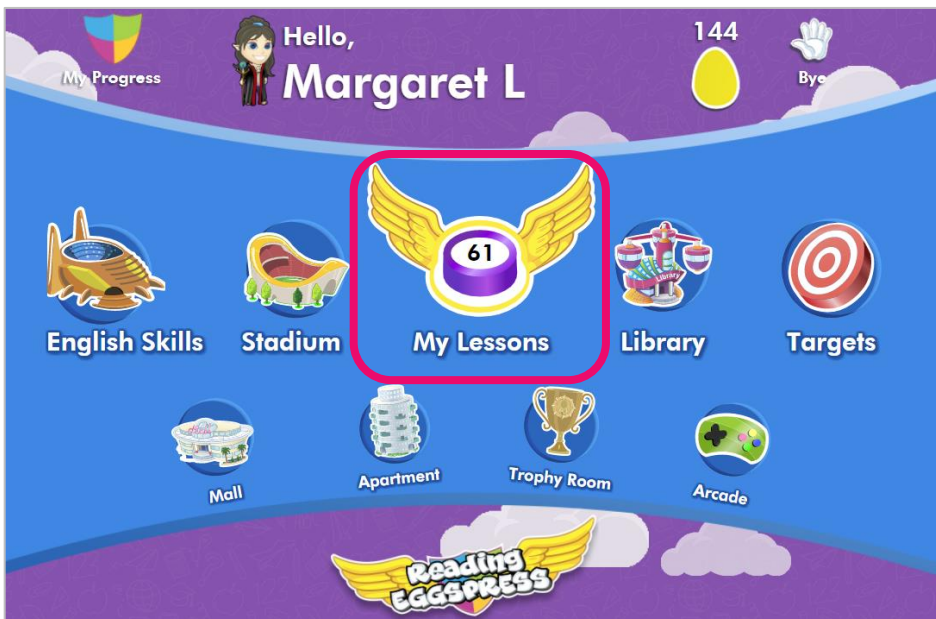 My Progress
Hello,
Margaret L
144
Bye
61
English Skills
Stadium
My Lessons
Library
Library
Targets
Mall
Apartment
Trophy Room
Arcade
Reading
EGGSPRESS